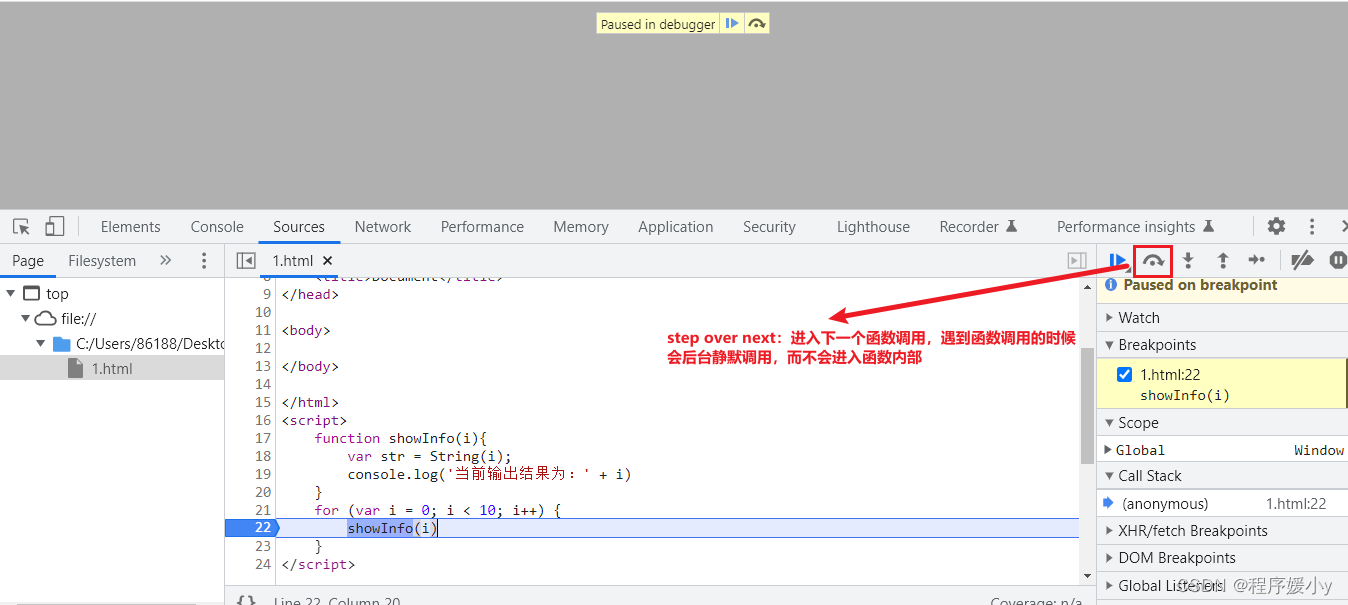 Paused in debugger
Elements Console Sources Network Performance Memory Application Security Lighthouse Recorder Performance insights
Page Filesystem
1.html
top
file://
C:/Users/86188/Deskto
1.html
8 <title>Document</title>
9 </head>
10
11 <body>
12
13 </body>
14
15 </html>
16 <script>
17 function showInfo(i){
18 var str = String(i);
19 console.log('当前输出结果为：' + i)
20 }
21 for (var i = 0; i < 10; i++) {
22 showInfo(i)
23 }
24 </script>
{} Line 22, Column 20
Coverage: n/a
step over next：进入下一个函数调用，遇到函数调用的时候
会后台静默调用，而不会进入函数内部
Paused on breakpoint
Watch
Breakpoints
1.html:22
showInfo(i)
Scope
Global Window
Call Stack
(anonymous) 1.html:22
XHR/fetch Breakpoints
DOM Breakpoints
Global Listeners
CSDN @程序媛小y